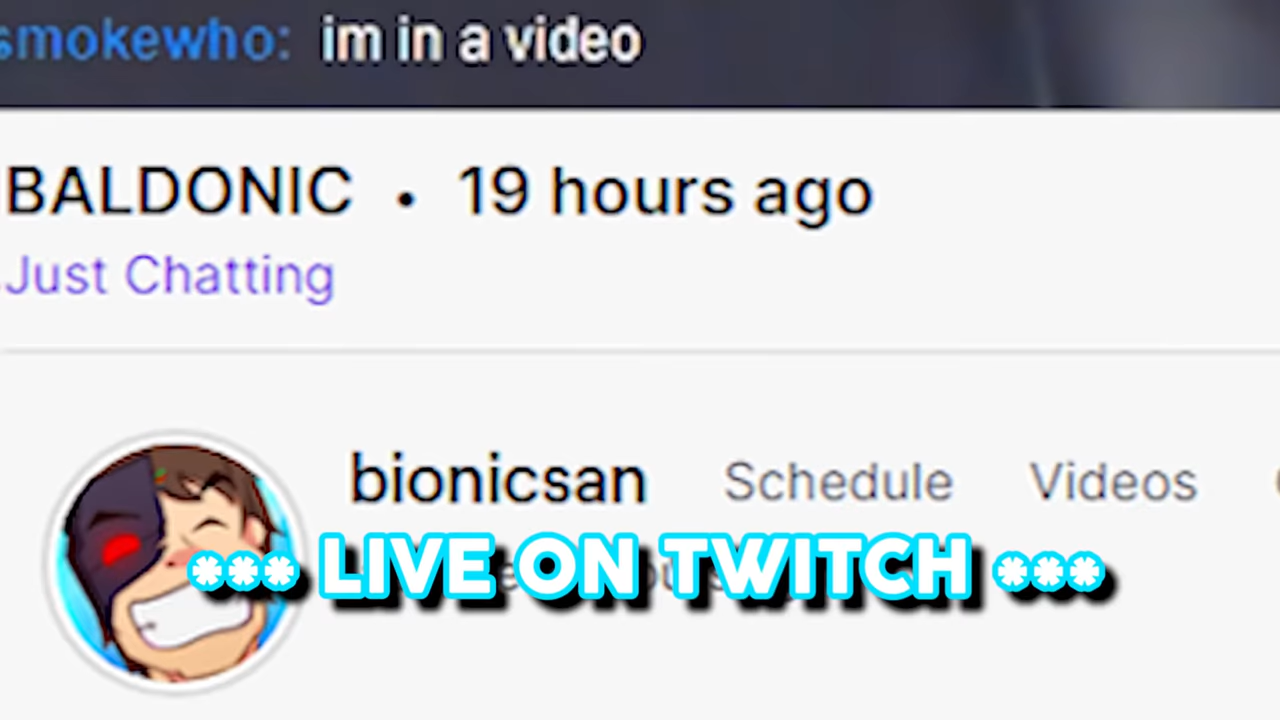 smokewho: im in a video
BALDONIC • 19 hours ago
Just Chatting
bionicsan Schedule Videos
*** LIVE ON TWITCH ***